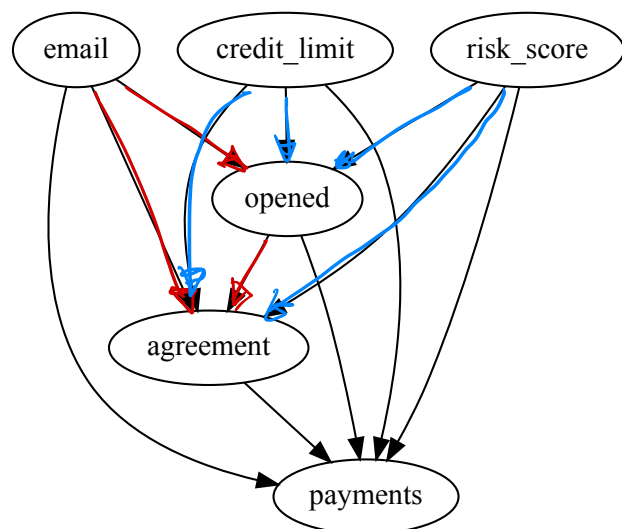 email
credit_limit
risk_score
opened
agreement
payments